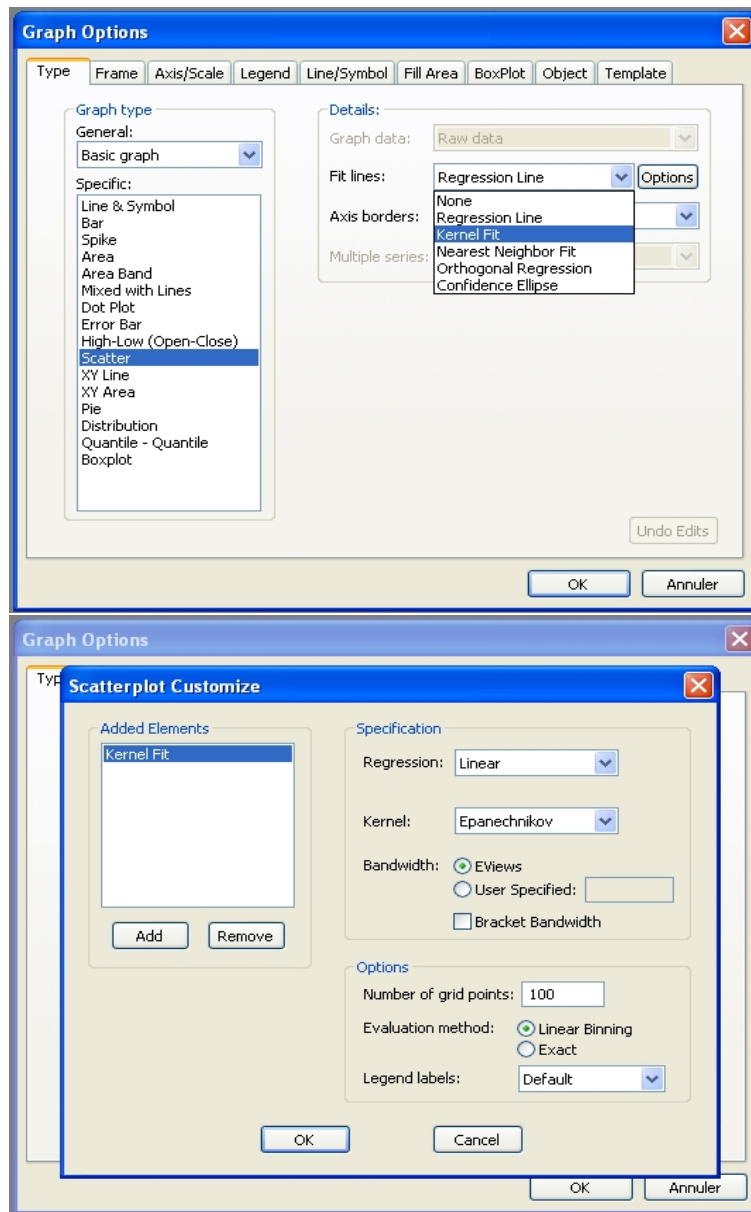 Graph Options
Type Frame Axis/Scale Legend Line/Symbol Fill Area BoxPlot Object Template
Graph type
General:
Basic graph
Specific:
Line & Symbol
Bar
Spike
Area
Area Band
Mixed with Lines
Dot Plot
Error Bar
High-Low (Open-Close)
Scatter
XY Line
XY Area
Pie
Distribution
Quantile - Quantile
Boxplot
Details:
Graph data: Raw data
Fit lines: Regression Line Options
Axis borders:
Multiple series:
None
Regression Line
Kernel Fit
Nearest Neighbor Fit
Orthogonal Regression
Confidence Ellipse
Undo Edits
OK Annuler
Graph Options
Typ
Scatterplot Customize
Added Elements
Kernel Fit
Add Remove
Specification
Regression: Linear
Kernel: Epanechnikov
Bandwidth: EViews
User Specified:
Bracket Bandwidth
Options
Number of grid points: 100
Evaluation method: Linear Binning
Exact
Legend labels: Default
OK Cancel
OK Annuler